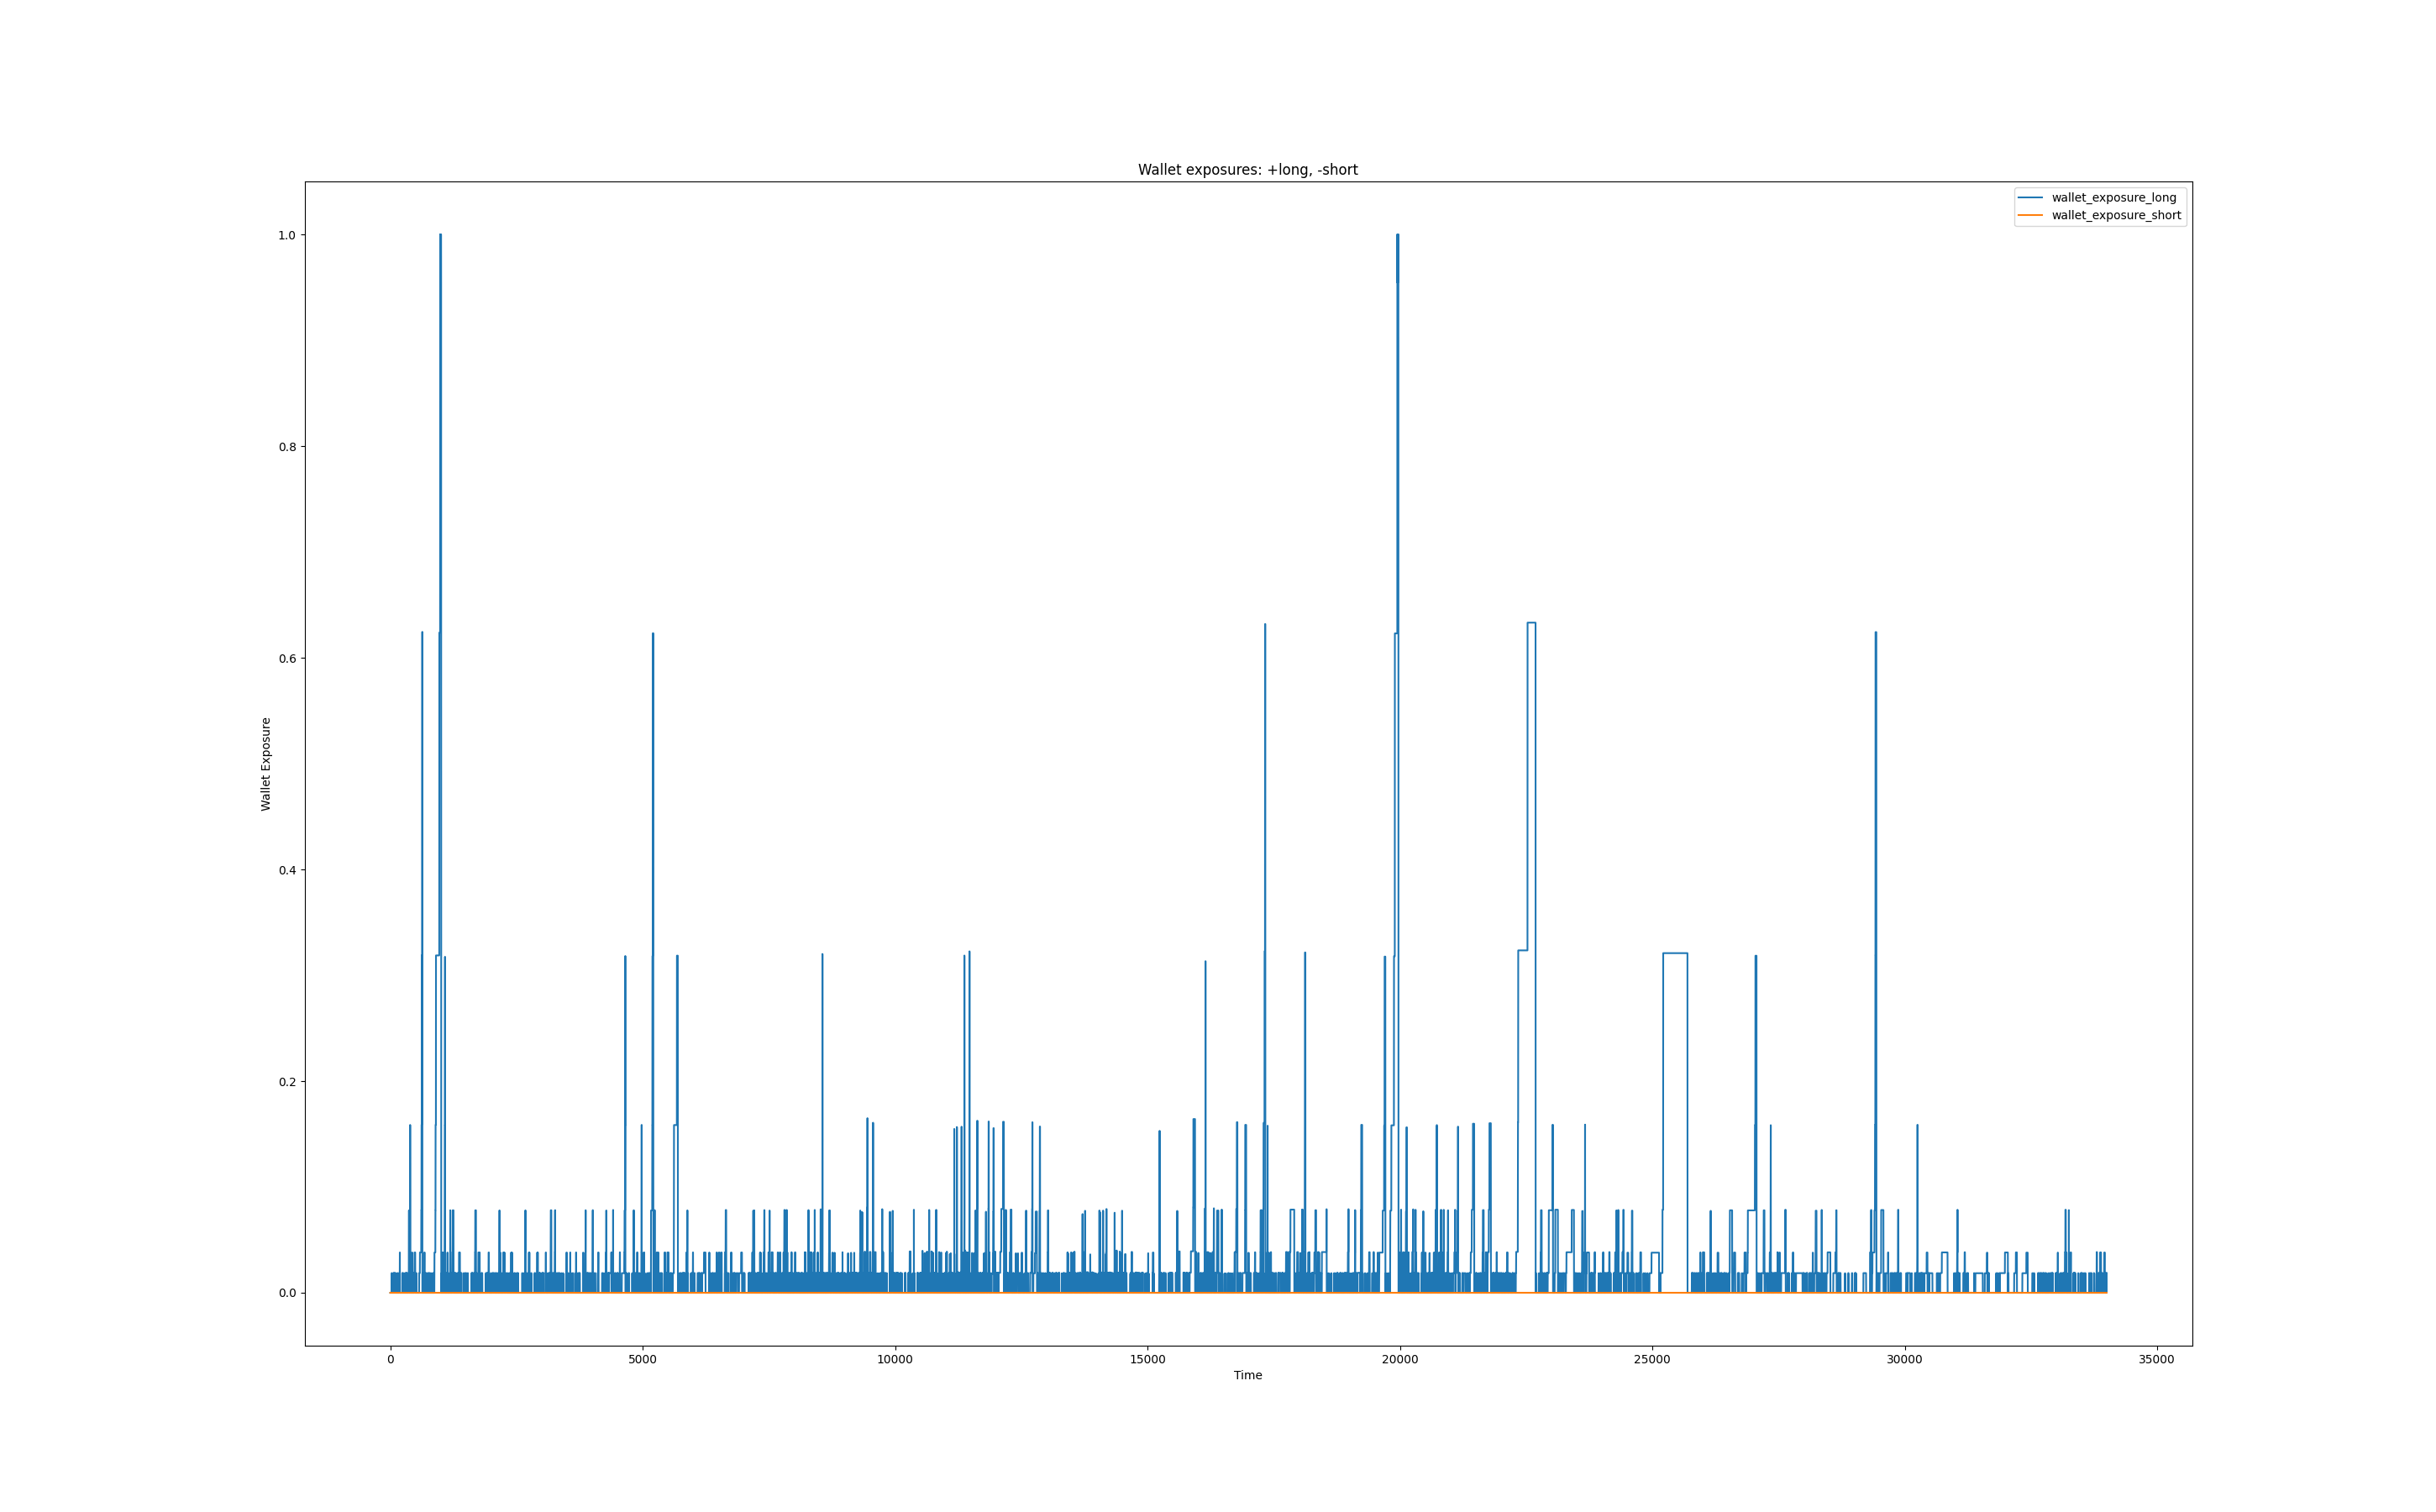 Wallet exposures: +long, -short
wallet_exposure_long
wallet_exposure_short
1.0
0.8
0.6
0.4
0.2
0.0
Wallet Exposure
0 5000 10000 15000 20000 25000 30000 35000
Time